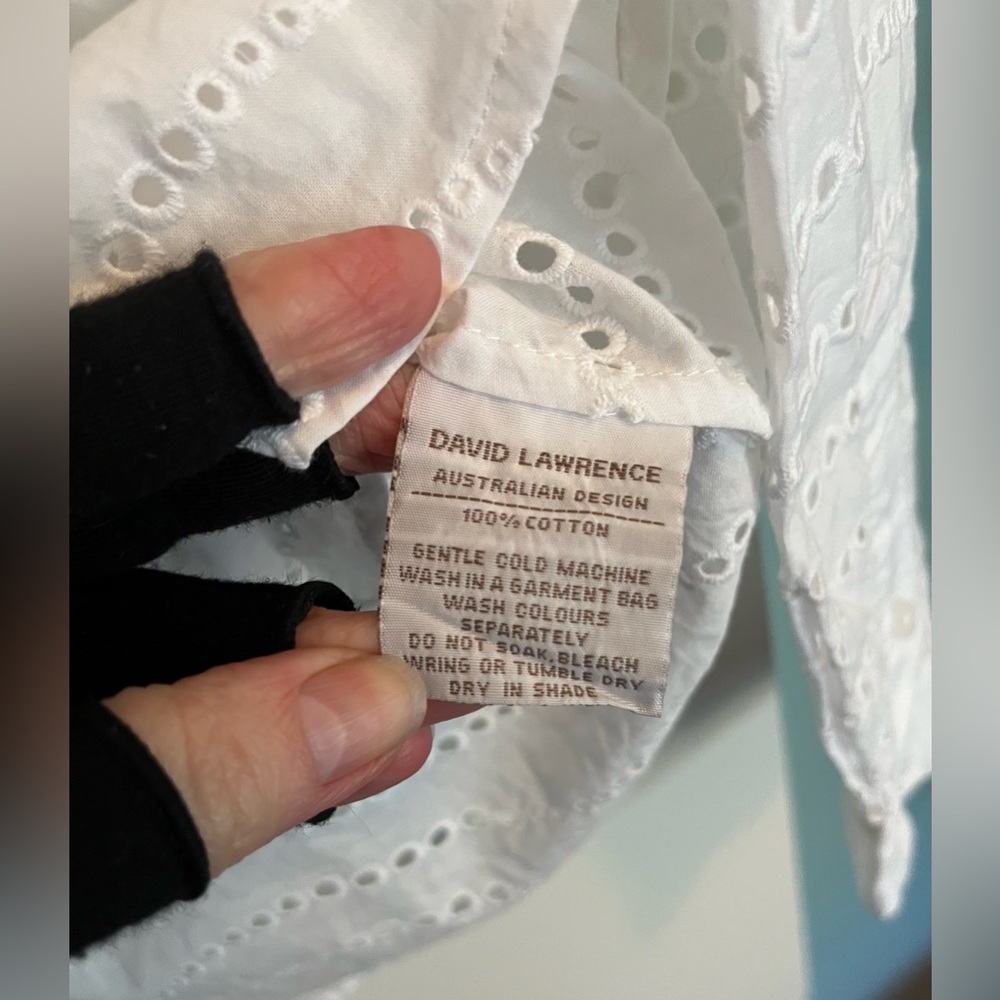 DAVID LAWRENCE
AUSTRALIAN DESIGN
100% COTTON
GENTLE COLD MACHINE
WASH IN A GARMENT BAG
WASH COLOURS
SEPARATELY
DO NOT SOAK, BLEACH
WRING OR TUMBLE DRY
DRY IN SHADE